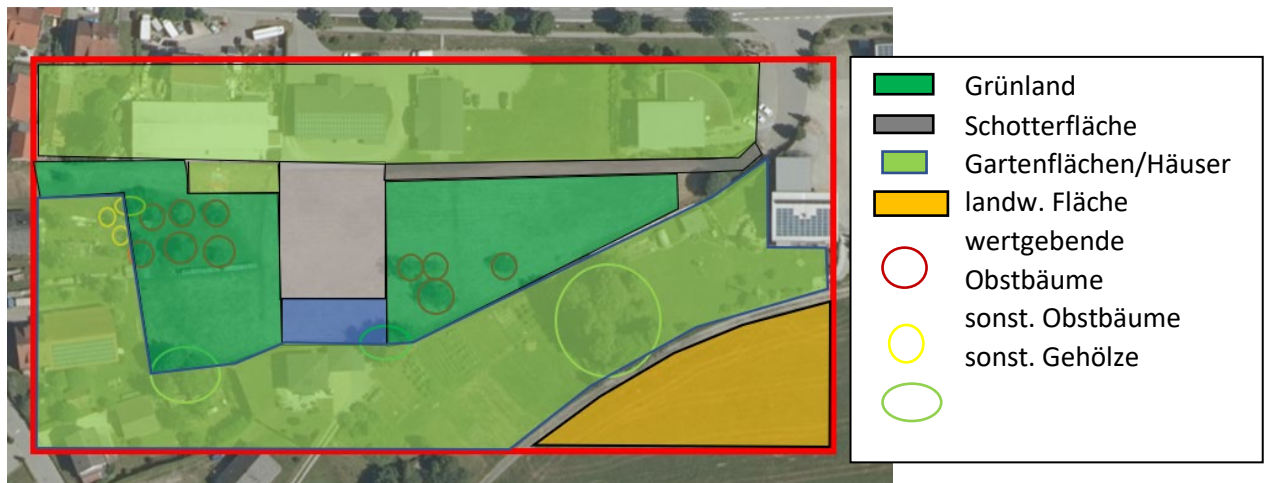 Grünland
Schotterfläche
Gartenflächen/Häuser
landw. Fläche
wertgebende
Obstbäume
sonst. Obstbäume
sonst. Gehölze